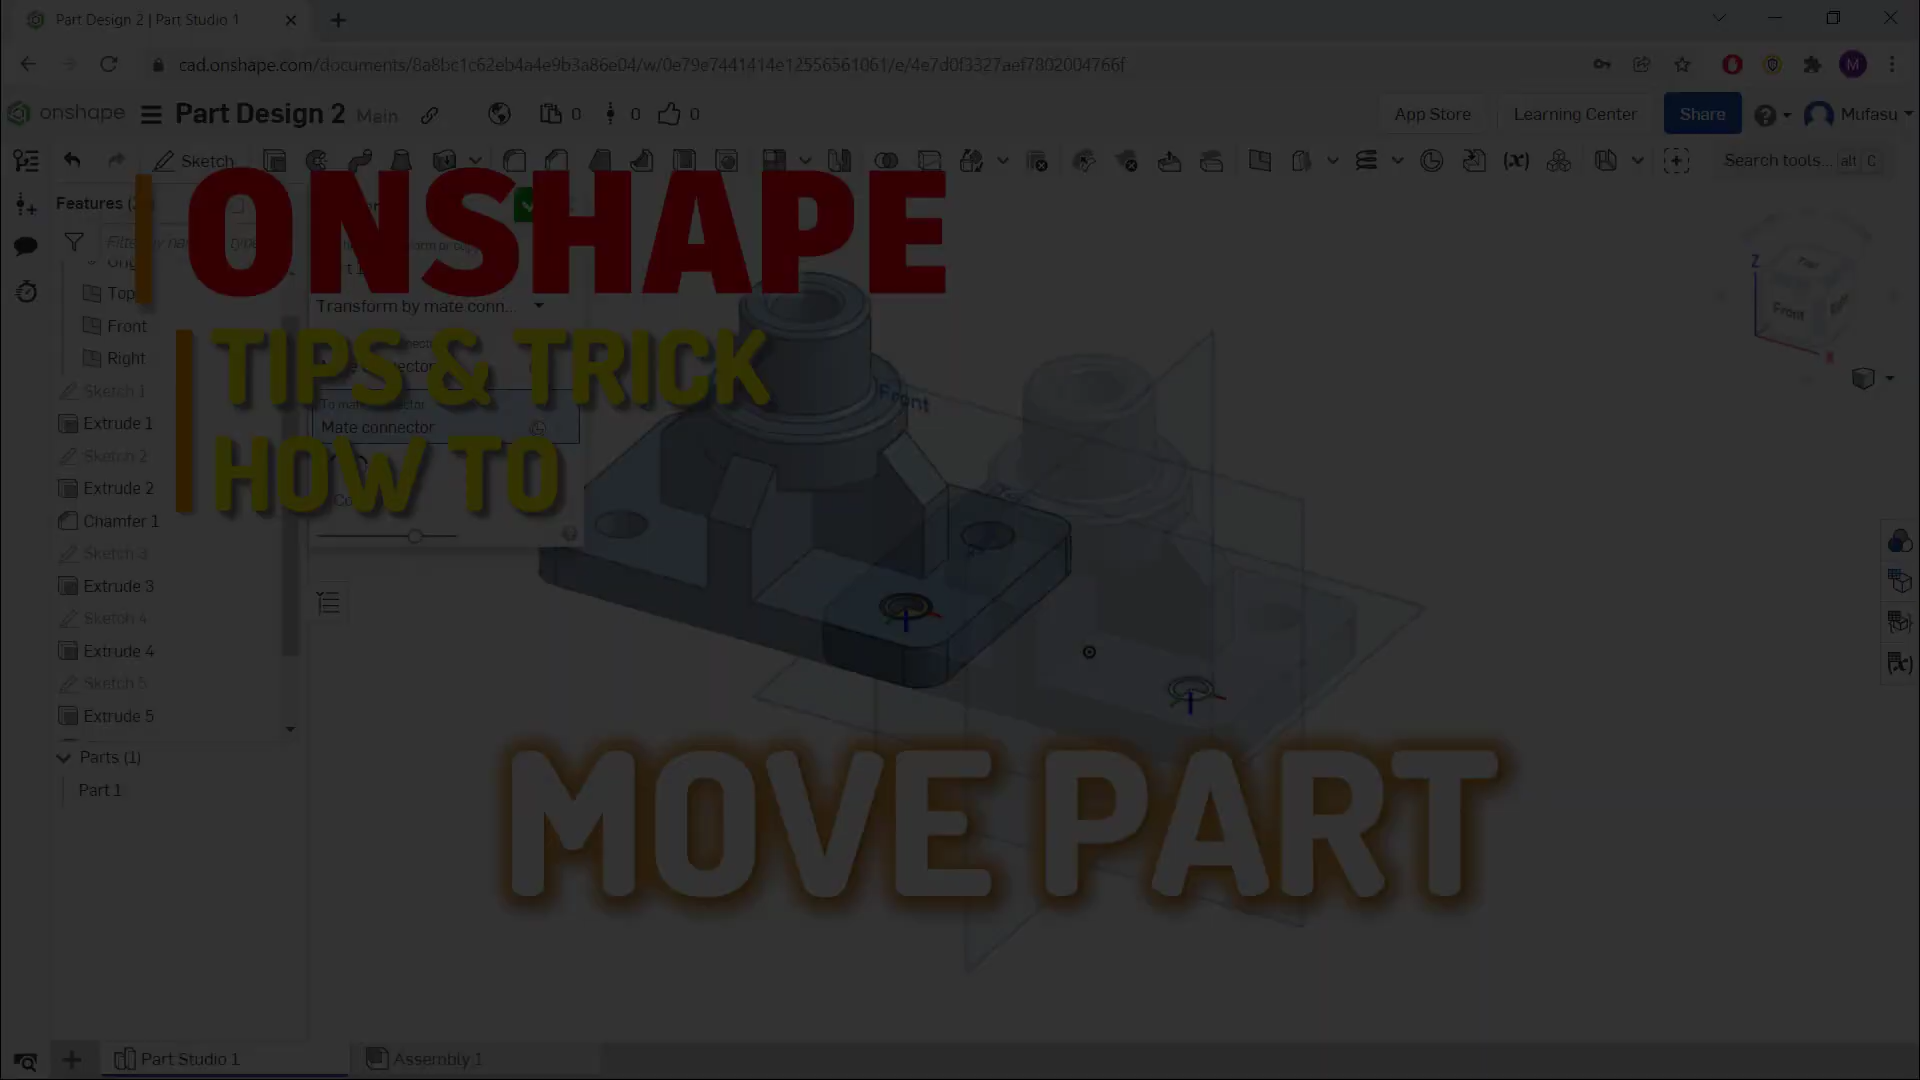 Part Design 2 | Part Studio 1
cad.onshape.com/documents/8a8bc1c62eb4a4e9b3a86e04/w/0e79e7441414e12556561061/e/4e7d0f3327aef7802004766f
onshape
Part Design 2 Main
0
0
0
App Store
Learning Center
Share
Mufasu
Sketch
Search tools... alt C
Features
ONSHAPE
TIPS & TRICK
HOW TO
Top
Front
Right
Sketch 1
Extrude 1
Sketch 2
Extrude 2
Chamfer 1
Sketch 3
Extrude 3
Sketch 4
Extrude 4
Sketch 5
Extrude 5
Transform by mate conn...
Mate connector
Front
Z
Top
Front
Right
X
MOVE PART
Parts (1)
Part 1
Part Studio 1
Assembly 1